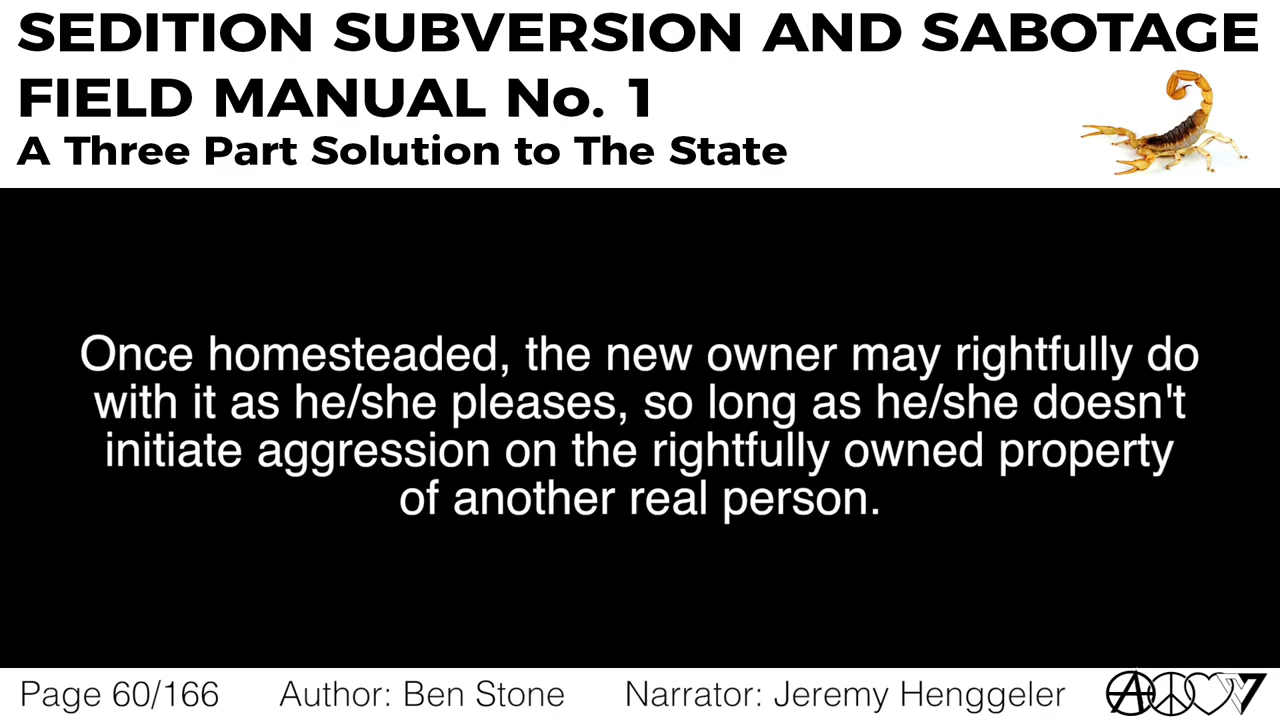 SEDITION SUBVERSION AND SABOTAGE
FIELD MANUAL No. 1
A Three Part Solution to The State
Once homesteaded, the new owner may rightfully do
with it as he/she pleases, so long as he/she doesn't
initiate aggression on the rightfully owned property
of another real person.
Page 60/166 Author: Ben Stone Narrator: Jeremy Henggeler